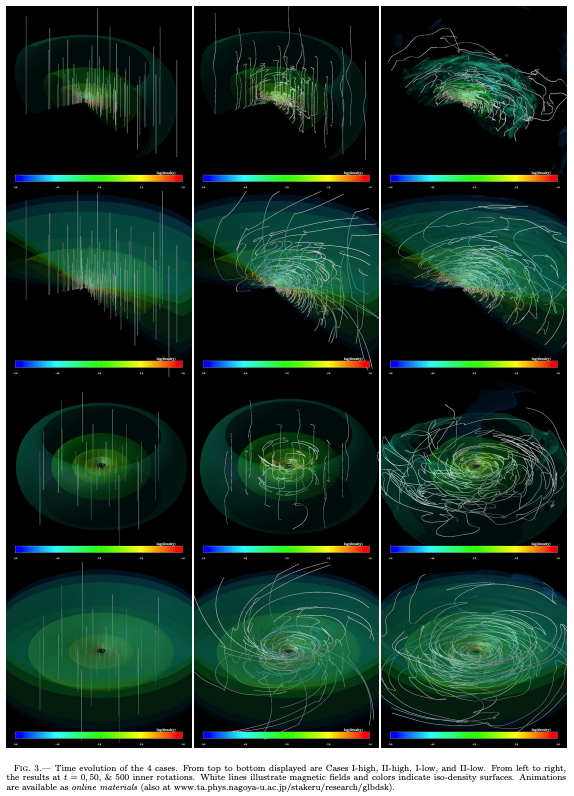 log(density)
log(density)
log(density)
log(density)
log(density)
log(density)
log(density)
log(density)
log(density)
log(density)
log(density)
log(density)
Fig. 3.— Time evolution of the 4 cases. From top to bottom displayed are Cases I-high, II-high, I-low, and II-low. From left to right,
the results at t = 0, 50, & 500 inner rotations. White lines illustrate magnetic fields and colors indicate iso-density surfaces. Animations
are available as online materials (also at www.ta.phys.nagoya-u.ac.jp/stakeru/research/glbdsk).